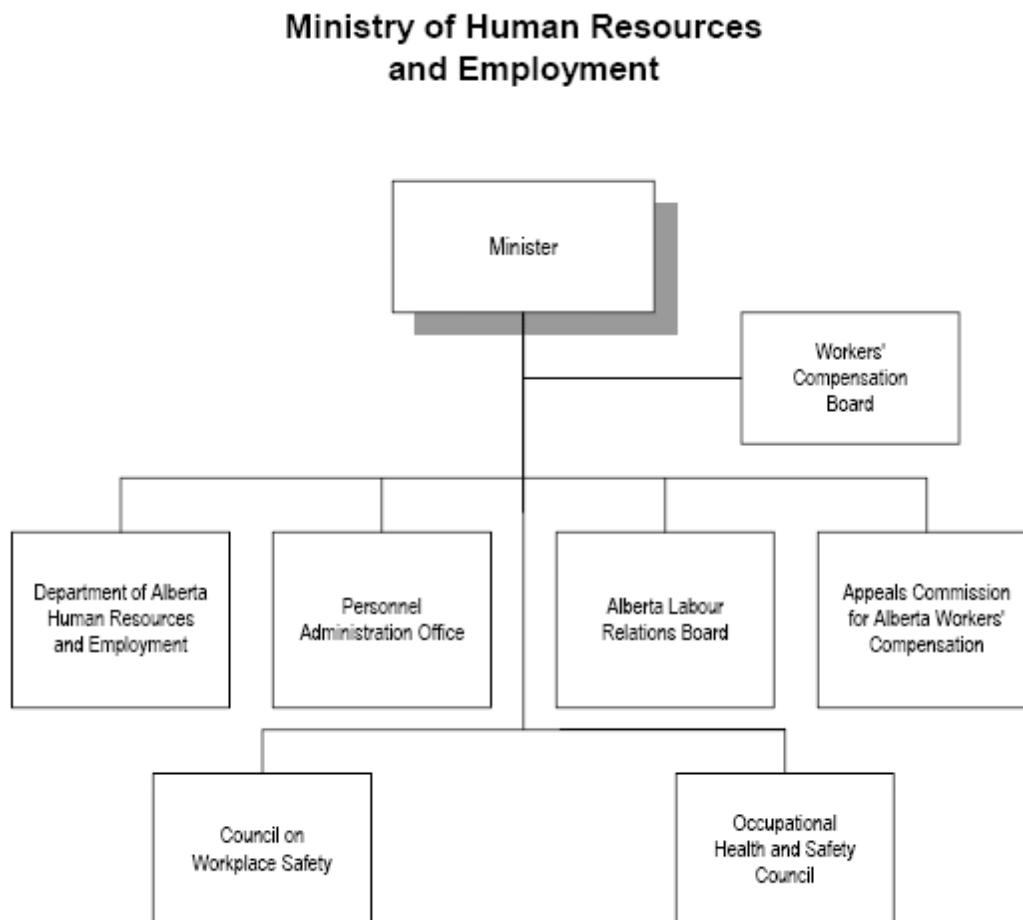 Ministry of Human Resources
and Employment
Minister
Workers'
Compensation
Board
Department of Alberta
Human Resources
and Employment
Personnel
Administration Office
Alberta Labour
Relations Board
Appeals Commission
for Alberta Workers'
Compensation
Council on
Workplace Safety
Occupational
Health and Safety
Council